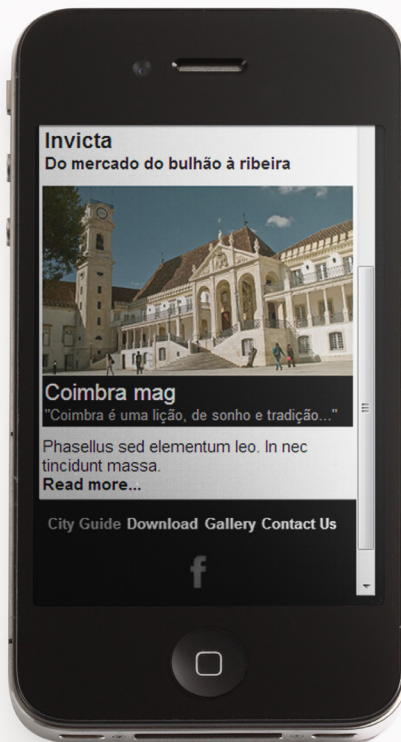 Invicta
Do mercado do bulhão à ribeira
Coimbra mag
"Coimbra é uma lição, de sonho e tradição..."
Phasellus sed elementum leo. In nec
tincidunt massa.
Read more...
City Guide Download Gallery Contact Us
f